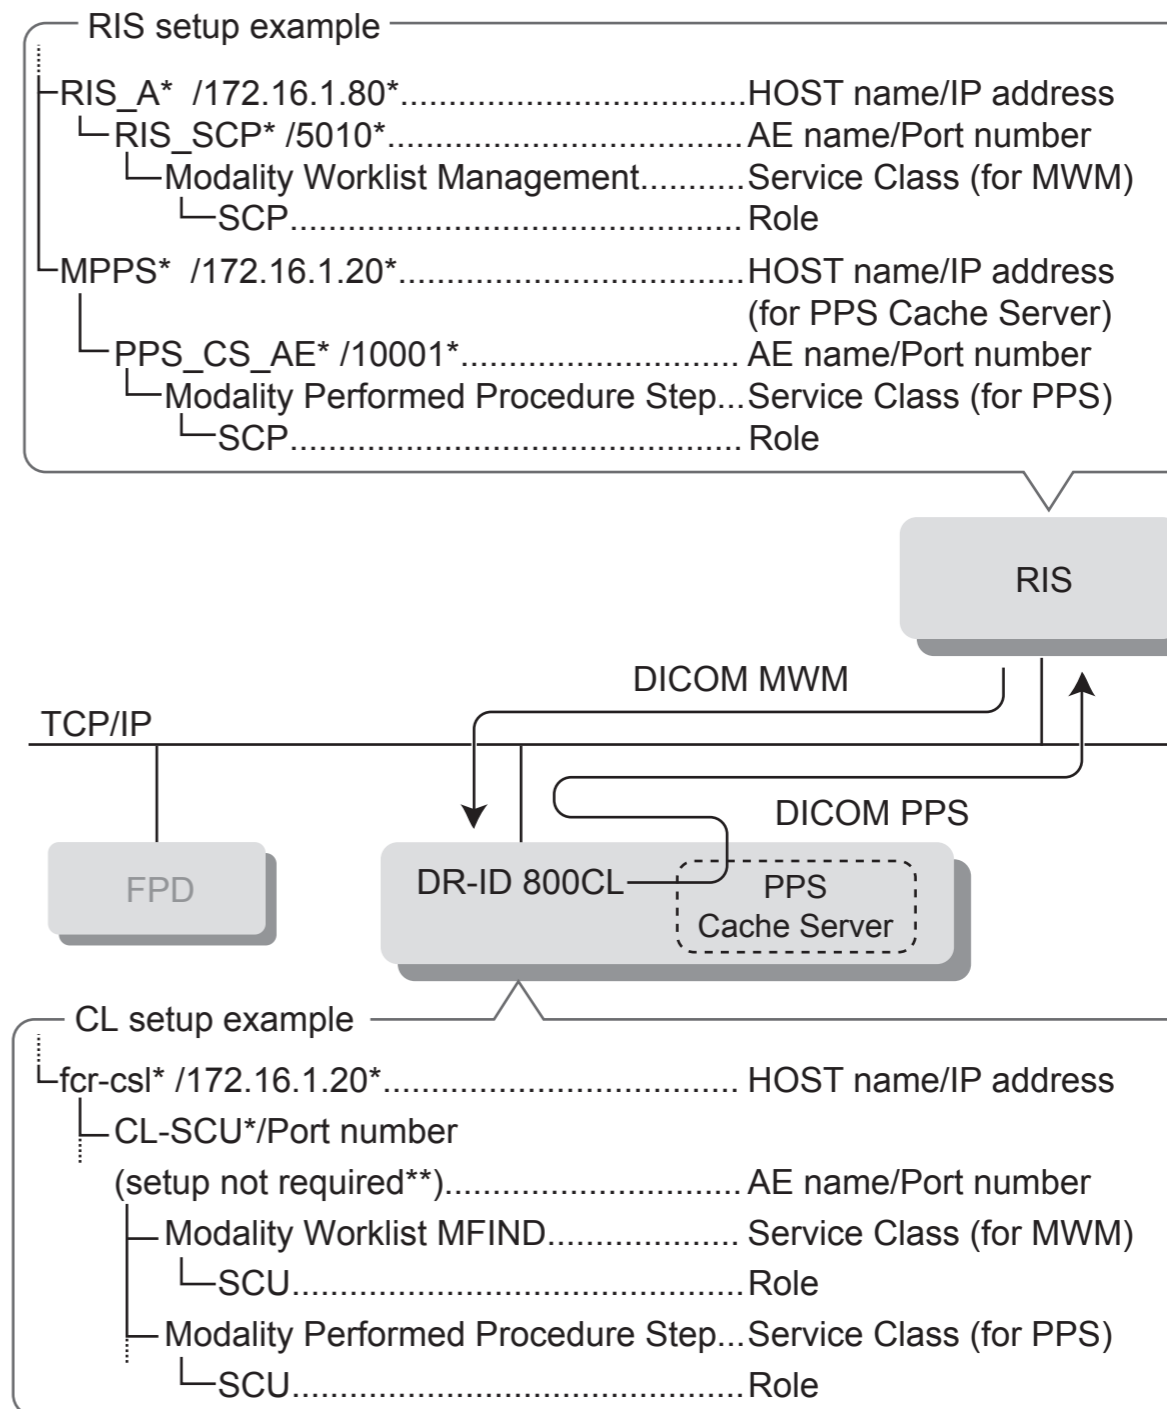 RIS setup example
RIS_A* /172.16.1.80*..................................HOST name/IP address
RIS_SCP* /5010*...................................AE name/Port number
Modality Worklist Management...........Service Class (for MWM)
SCP.............................................Role
MPPS* /172.16.1.20*..................................HOST name/IP address
(for PPS Cache Server)
PPS_CS_AE* /10001*........................... AE name/Port number
Modality Performed Procedure Step...Service Class (for PPS)
SCP............................................. Role
RIS
DICOM MWM
TCP/IP
DICOM PPS
FPD
DR-ID 800CL
PPS
Cache Server
CL setup example
fcr-csl* /172.16.1.20*................................... HOST name/IP address
CL-SCU*/Port number
(setup not required**)............................. AE name/Port number
Modality Worklist MFIND................... Service Class (for MWM)
SCU.............................................Role
Modality Performed Procedure Step...Service Class (for PPS)
SCU.............................................Role